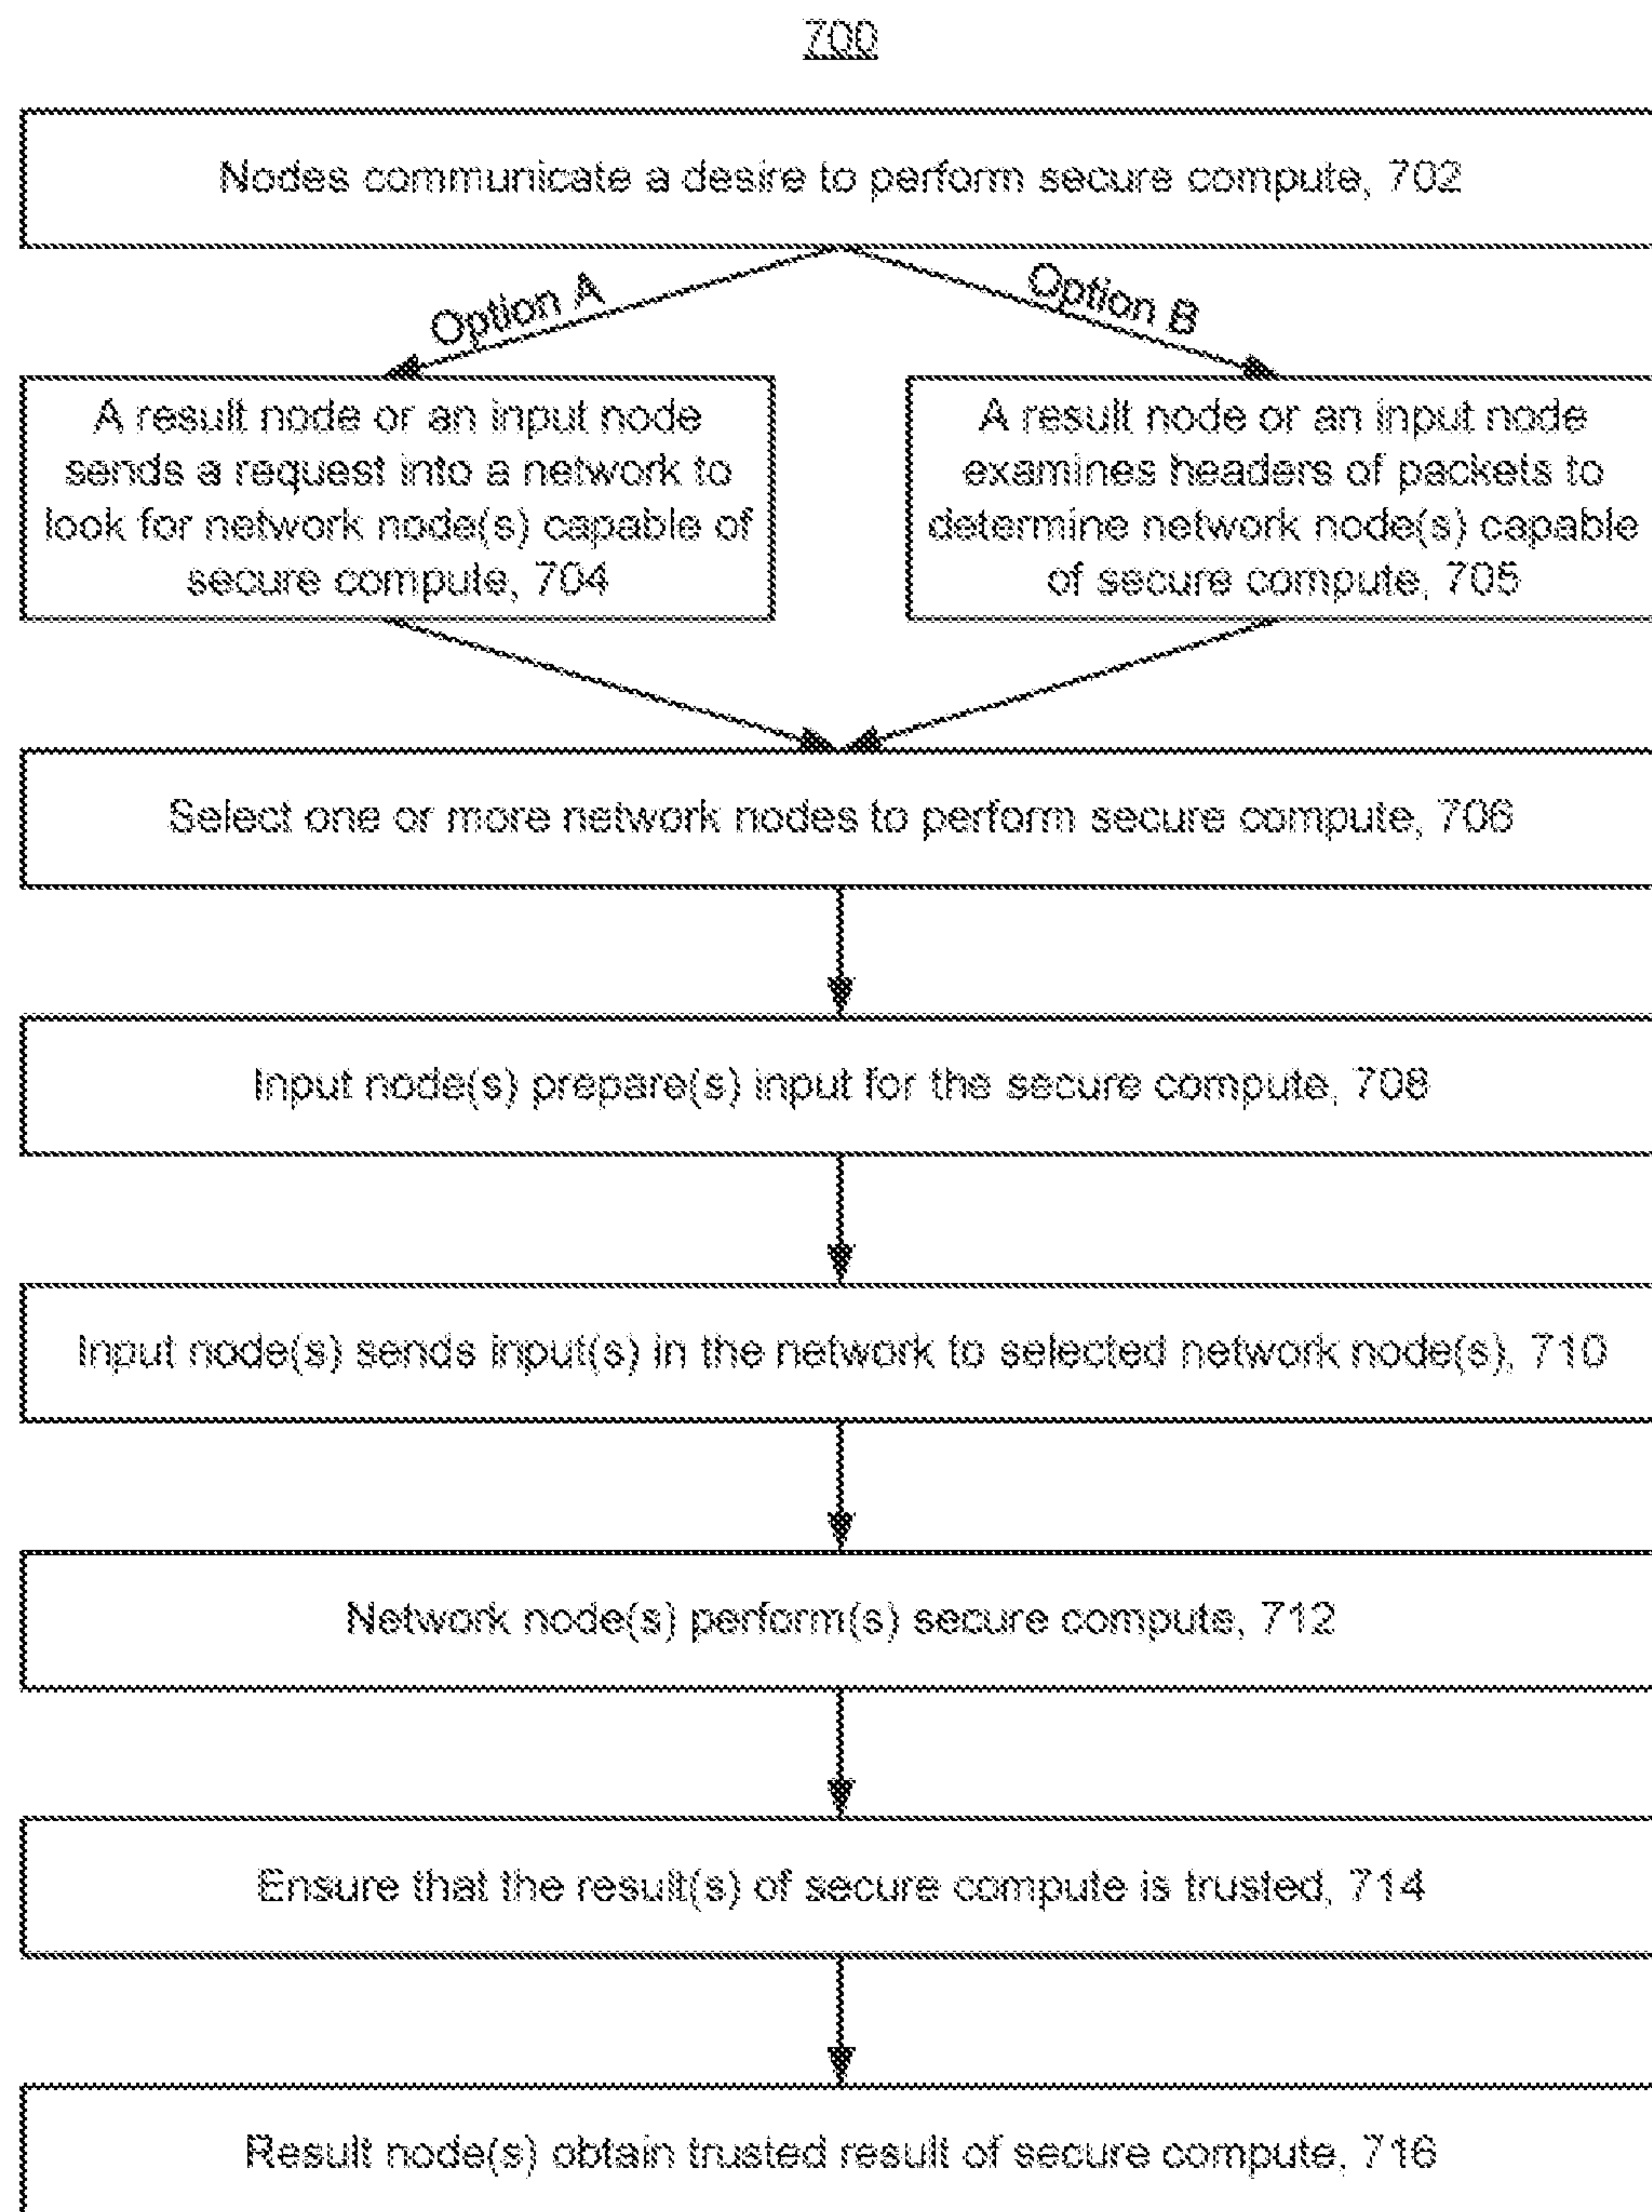 700
Nodes communicate a desire to perform secure compute, 702
Option A
Option B
A result node or an input node
sends a request into a network to
look for network node(s) capable of
secure compute, 704
A result node or an input node
examines headers of packets to
determine network node(s) capable
of secure compute, 705
Select one or more network nodes to perform secure compute, 706
Input node(s) prepare(s) input for the secure compute, 708
Input node(s) sends input(s) in the network to selected network node(s), 710
Network node(s) perform(s) secure compute, 712
Ensure that the result(s) of secure compute is trusted, 714
Result node(s) obtain trusted result of secure compute, 716